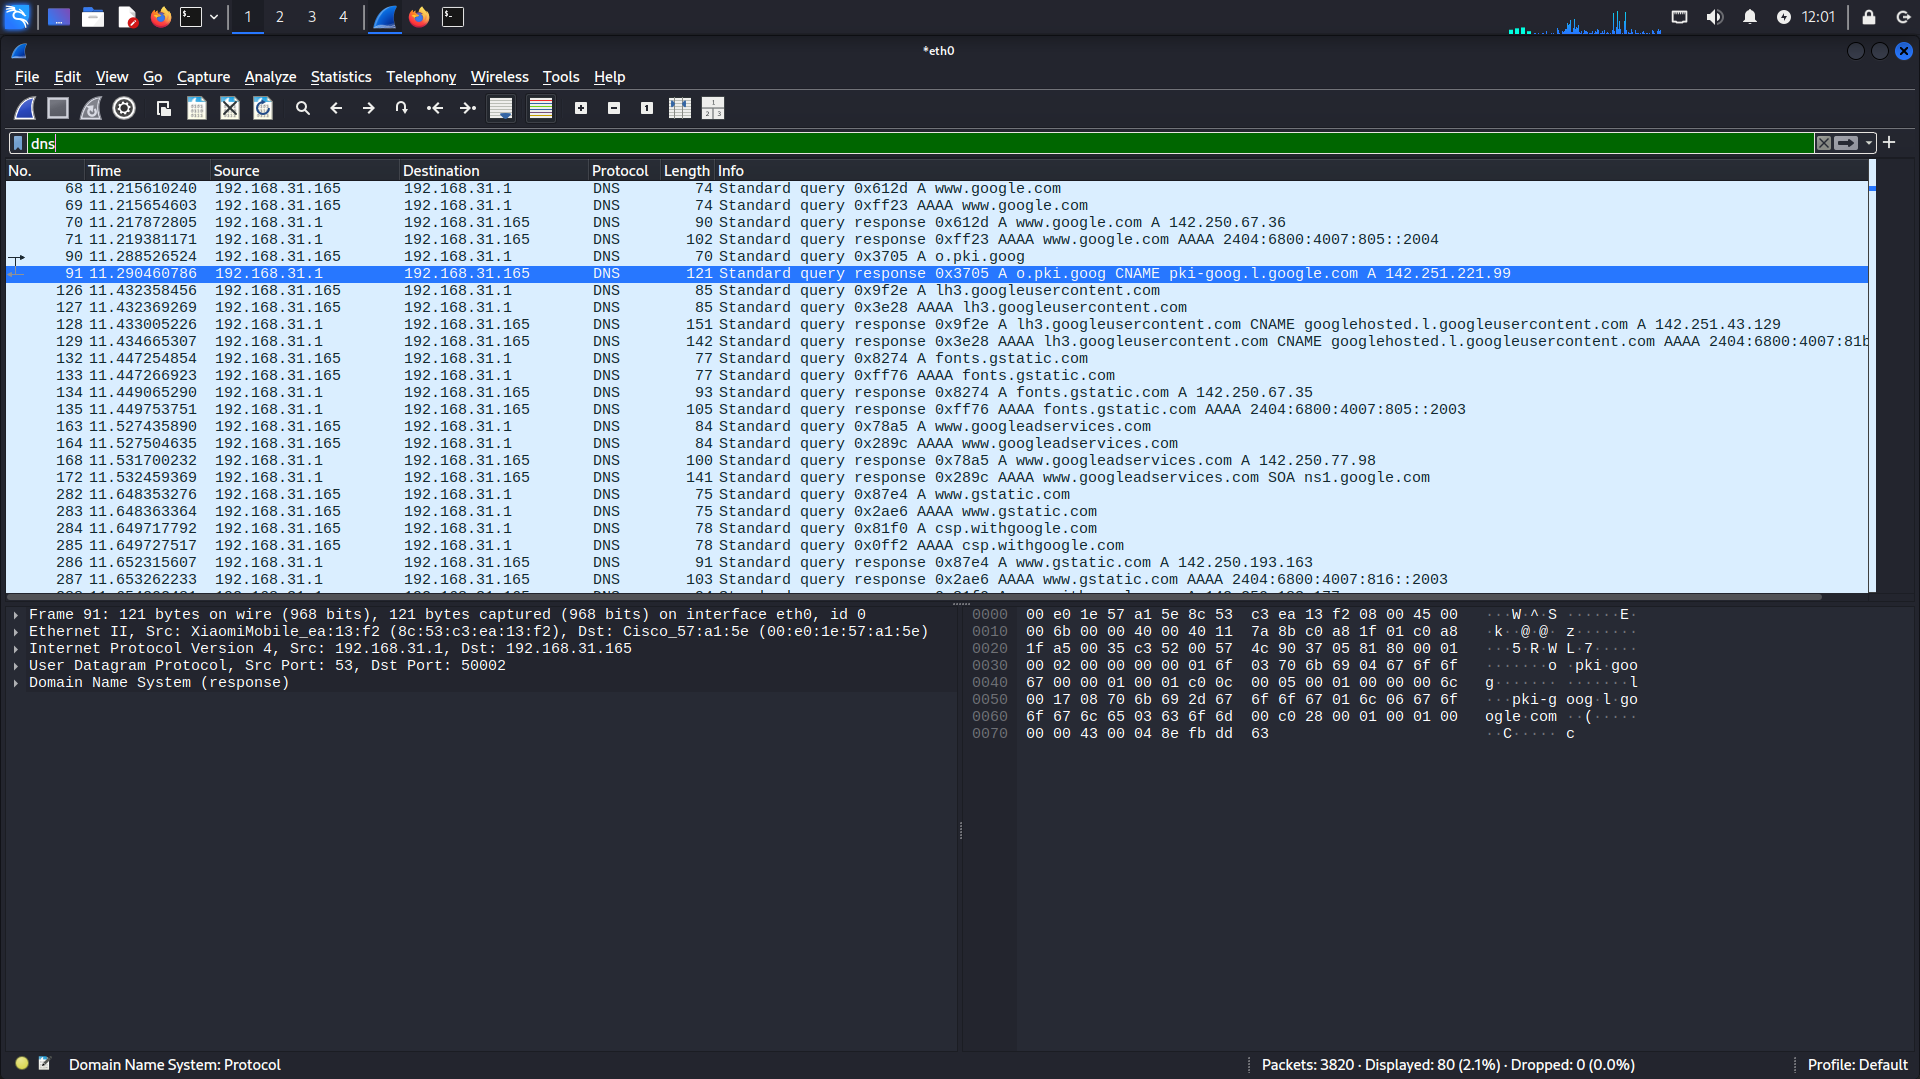 1 2 3 4 12:01
*eth0
File Edit View Go Capture Analyze Statistics Telephony Wireless Tools Help
dns
No. Time Source Destination Protocol Length Info
68 11.215610240 192.168.31.165 192.168.31.1 DNS 74 Standard query 0x612d A www.google.com
69 11.215654603 192.168.31.165 192.168.31.1 DNS 74 Standard query 0xff23 AAAA www.google.com
70 11.217872805 192.168.31.1 192.168.31.165 DNS 90 Standard query response 0x612d A www.google.com A 142.250.67.36
71 11.219381171 192.168.31.1 192.168.31.165 DNS 102 Standard query response 0xff23 AAAA www.google.com AAAA 2404:6800:4007:805::2004
90 11.288526524 192.168.31.165 192.168.31.1 DNS 70 Standard query 0x3705 A o.pki.goog
91 11.290460786 192.168.31.1 192.168.31.165 DNS 121 Standard query response 0x3705 A o.pki.goog CNAME pki-goog.l.google.com A 142.251.221.99
126 11.432358456 192.168.31.165 192.168.31.1 DNS 85 Standard query 0x9f2e A lh3.googleusercontent.com
127 11.432369269 192.168.31.165 192.168.31.1 DNS 85 Standard query 0x3e28 AAAA lh3.googleusercontent.com
128 11.433005226 192.168.31.1 192.168.31.165 DNS 151 Standard query response 0x9f2e A lh3.googleusercontent.com CNAME googlehosted.l.googleusercontent.com A 142.251.43.129
129 11.434665307 192.168.31.1 192.168.31.165 DNS 142 Standard query response 0x3e28 AAAA lh3.googleusercontent.com CNAME googlehosted.l.googleusercontent.com AAAA 2404:6800:4007:81b
132 11.447254854 192.168.31.165 192.168.31.1 DNS 77 Standard query 0x8274 A fonts.gstatic.com
133 11.447266923 192.168.31.165 192.168.31.1 DNS 77 Standard query 0xff76 AAAA fonts.gstatic.com
134 11.449065290 192.168.31.1 192.168.31.165 DNS 93 Standard query response 0x8274 A fonts.gstatic.com A 142.250.67.35
135 11.449753751 192.168.31.1 192.168.31.165 DNS 105 Standard query response 0xff76 AAAA fonts.gstatic.com AAAA 2404:6800:4007:805::2003
163 11.527435890 192.168.31.165 192.168.31.1 DNS 84 Standard query 0x78a5 A www.googleadservices.com
164 11.527504635 192.168.31.165 192.168.31.1 DNS 84 Standard query 0x289c AAAA www.googleadservices.com
168 11.531700232 192.168.31.1 192.168.31.165 DNS 100 Standard query response 0x78a5 A www.googleadservices.com A 142.250.77.98
172 11.532459369 192.168.31.1 192.168.31.165 DNS 141 Standard query response 0x289c AAAA www.googleadservices.com SOA ns1.google.com
282 11.648353276 192.168.31.165 192.168.31.1 DNS 75 Standard query 0x87e4 A www.gstatic.com
283 11.648363364 192.168.31.165 192.168.31.1 DNS 75 Standard query 0x2ae6 AAAA www.gstatic.com
284 11.649717792 192.168.31.165 192.168.31.1 DNS 78 Standard query 0x81f0 A csp.withgoogle.com
285 11.649727517 192.168.31.165 192.168.31.1 DNS 78 Standard query 0x0ff2 AAAA csp.withgoogle.com
286 11.652315607 192.168.31.1 192.168.31.165 DNS 91 Standard query response 0x87e4 A www.gstatic.com A 142.250.193.163
287 11.653262233 192.168.31.1 192.168.31.165 DNS 103 Standard query response 0x2ae6 AAAA www.gstatic.com AAAA 2404:6800:4007:816::2003
Frame 91: 121 bytes on wire (968 bits), 121 bytes captured (968 bits) on interface eth0, id 0
Ethernet II, Src: XiaomiMobile_ea:13:f2 (8c:53:c3:ea:13:f2), Dst: Cisco_57:a1:5e (00:e0:1e:57:a1:5e)
Internet Protocol Version 4, Src: 192.168.31.1, Dst: 192.168.31.165
User Datagram Protocol, Src Port: 53, Dst Port: 50002
Domain Name System (response)
0000 00 e0 1e 57 a1 5e 8c 53 c3 ea 13 f2 08 00 45 00 ···W·^·S ······E·
0010 00 6b 00 00 40 00 40 11 7a 8b c0 a8 1f 01 c0 a8 ·k··@·@· z·······
0020 1f a5 00 35 c3 52 00 57 4c 90 37 05 81 80 00 01 ···5·R·W L·7·····
0030 00 02 00 00 00 00 01 6f 03 70 6b 69 04 67 6f 6f ·······o ·pki·goo
0040 67 00 00 01 00 01 c0 0c 00 05 00 01 00 00 00 6c g······· ·······l
0050 00 17 08 70 6b 69 2d 67 6f 6f 67 01 6c 06 67 6f ···pki-g oog·l·go
0060 6f 67 6c 65 03 63 6f 6d 00 c0 28 00 01 00 01 00 ogle·com ··(·····
0070 00 00 43 00 04 8e fb dd 63 ··C····· c
Domain Name System: Protocol
Packets: 3820 · Displayed: 80 (2.1%) · Dropped: 0 (0.0%)
Profile: Default